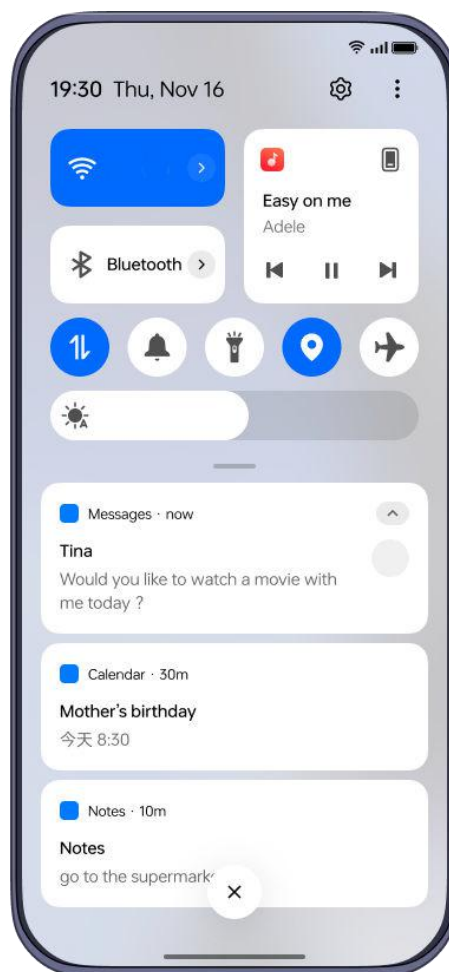 19:30 Thu, Nov 16
Easy on me
Adele
Bluetooth
A
Messages · now
Tina
Would you like to watch a movie with
me today ?
Calendar · 30m
Mother's birthday
今天 8:30
Notes · 10m
Notes
go to the supermark